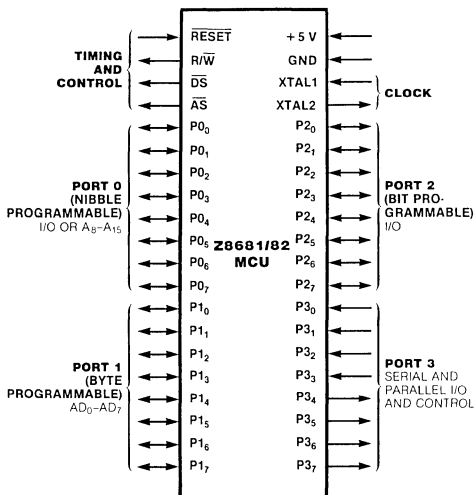 TIMING
AND
CONTROL
R̅E̅S̅E̅T̅
R/W̅
D̅S̅
A̅S̅
PORT 0
(NIBBLE
PROGRAMMABLE)
I/O OR A₈–A₁₅
P0₀
P0₁
P0₂
P0₃
P0₄
P0₅
P0₆
P0₇
PORT 1
(BYTE
PROGRAMMABLE)
AD₀–AD₇
P1₀
P1₁
P1₂
P1₃
P1₄
P1₅
P1₆
P1₇
Z8681/82
MCU
+5 V
GND
XTAL1
XTAL2
CLOCK
P2₀
P2₁
P2₂
P2₃
P2₄
P2₅
P2₆
P2₇
PORT 2
(BIT PRO-
GRAMMABLE)
I/O
P3₀
P3₁
P3₂
P3₃
P3₄
P3₅
P3₆
P3₇
PORT 3
SERIAL AND
PARALLEL I/O
AND CONTROL